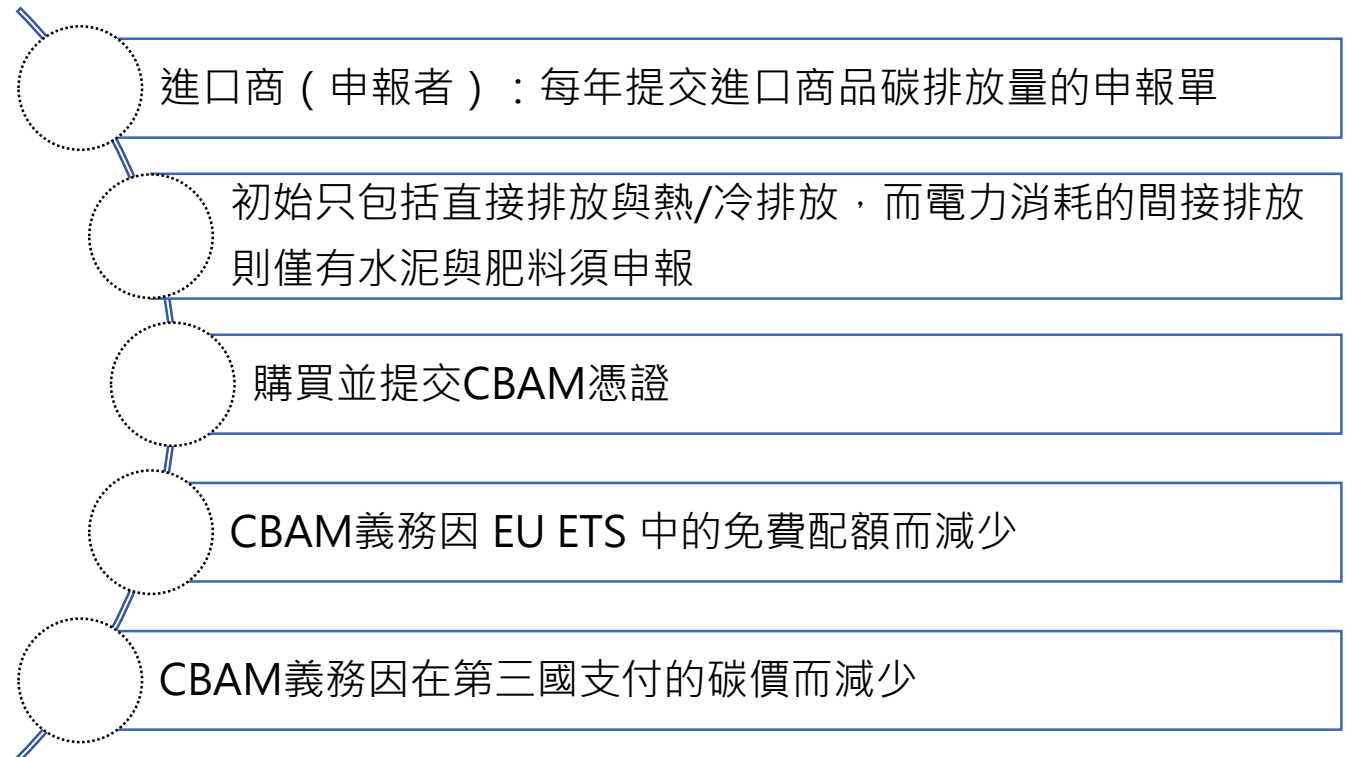 進口商（申報者）：每年提交進口商品碳排放量的申報單
初始只包括直接排放與熱/冷排放，而電力消耗的間接排放
則僅有水泥與肥料須申報
購買並提交CBAM憑證
CBAM義務因 EU ETS 中的免費配額而減少
CBAM義務因在第三國支付的碳價而減少